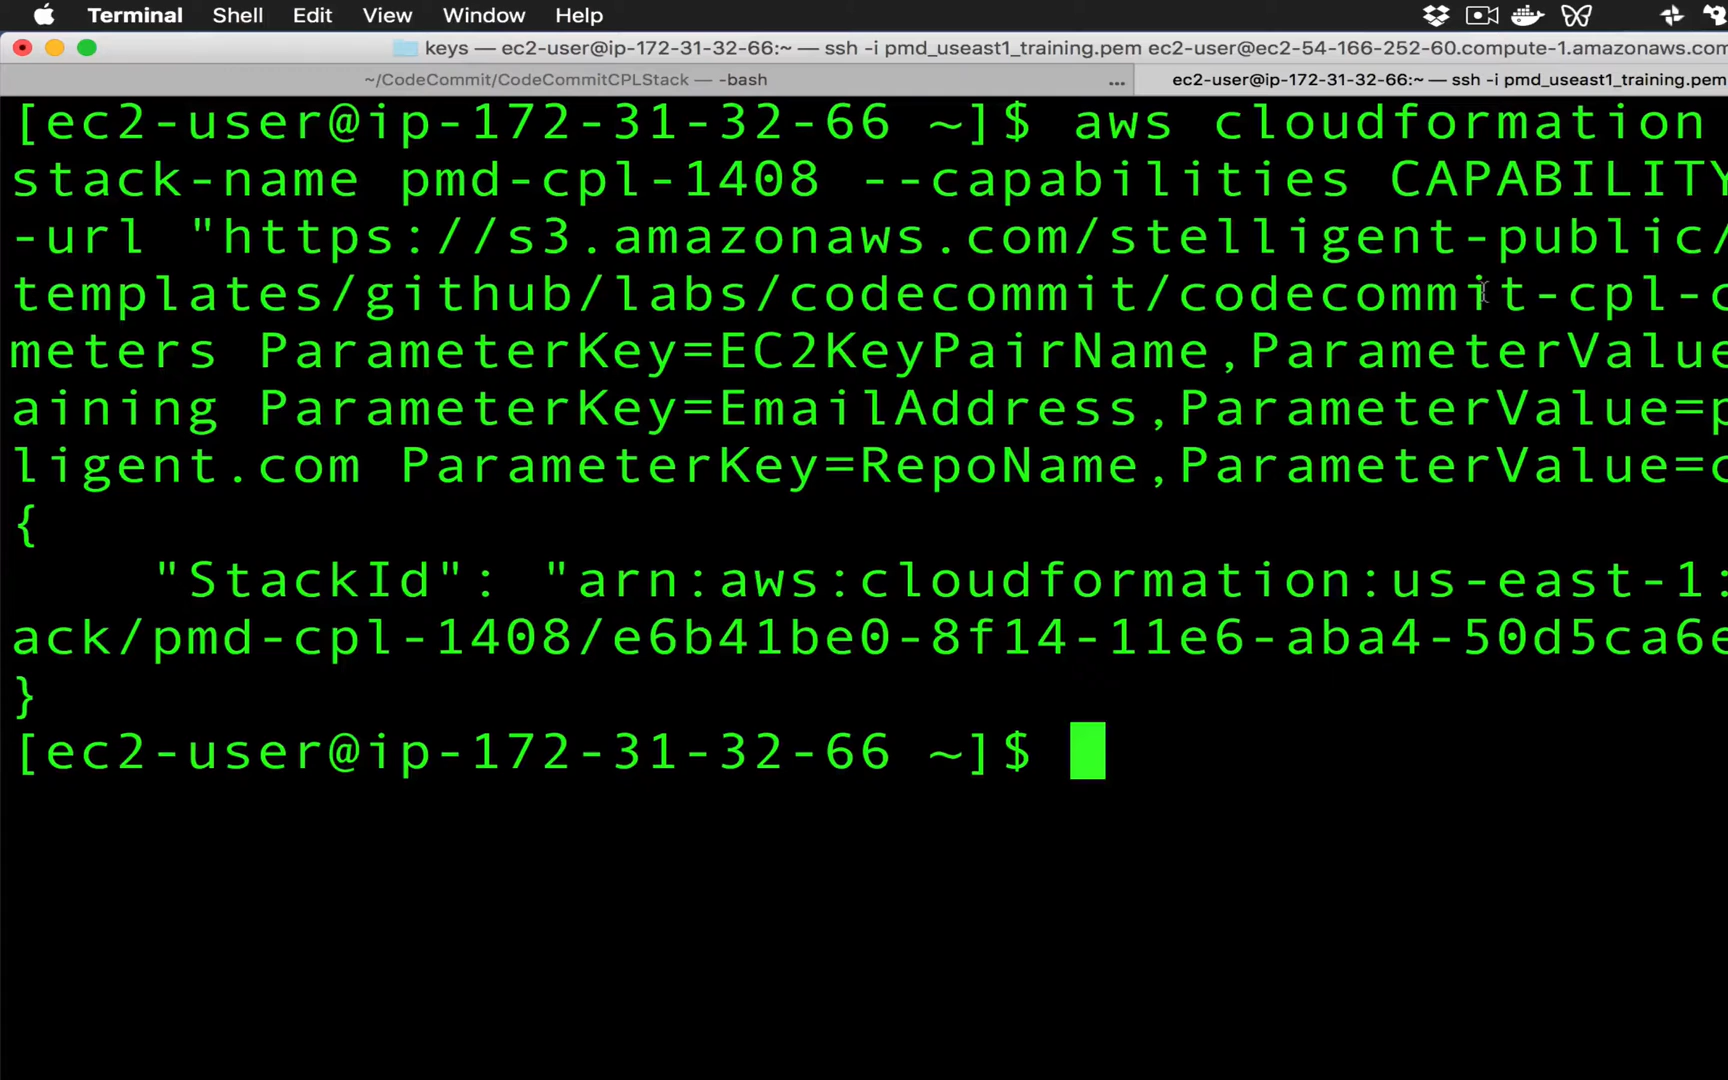 Terminal Shell Edit View Window Help
keys — ec2-user@ip-172-31-32-66:~ — ssh -i pmd_useast1_training.pem ec2-user@ec2-54-166-252-60.compute-1.amazonaws.com
~/CodeCommit/CodeCommitCPLStack — -bash ... ec2-user@ip-172-31-32-66:~ — ssh -i pmd_useast1_training.pem
[ec2-user@ip-172-31-32-66 ~]$ aws cloudformation
stack-name pmd-cpl-1408 --capabilities CAPABILITY
-url "https://s3.amazonaws.com/stelligent-public/
templates/github/labs/codecommit/codecommit-cpl-c
meters ParameterKey=EC2KeyPairName,ParameterValue
aining ParameterKey=EmailAddress,ParameterValue=p
ligent.com ParameterKey=RepoName,ParameterValue=c
{
"StackId": "arn:aws:cloudformation:us-east-1:
ack/pmd-cpl-1408/e6b41be0-8f14-11e6-aba4-50d5ca6e
}
[ec2-user@ip-172-31-32-66 ~]$